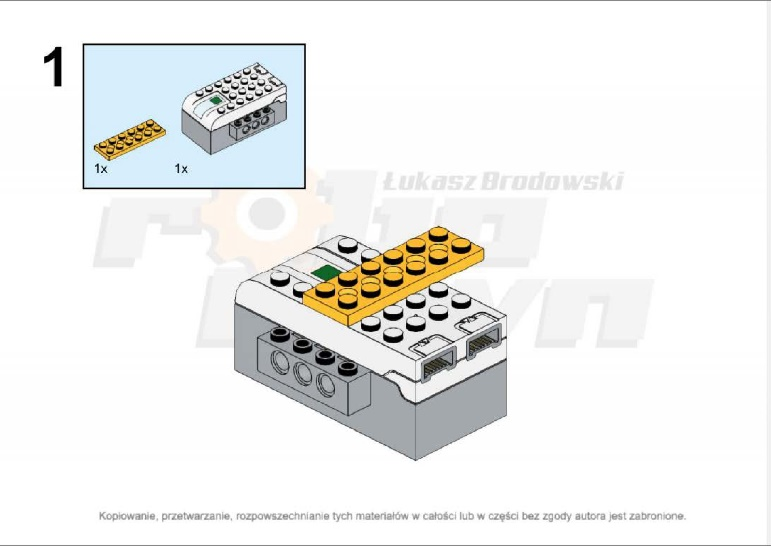 1
1x
1x
Łukasz Brodowski
Kopiowanie, przetwarzanie, rozpowszechnianie tych materiałów w całości lub w części bez zgody autora jest zabronione.